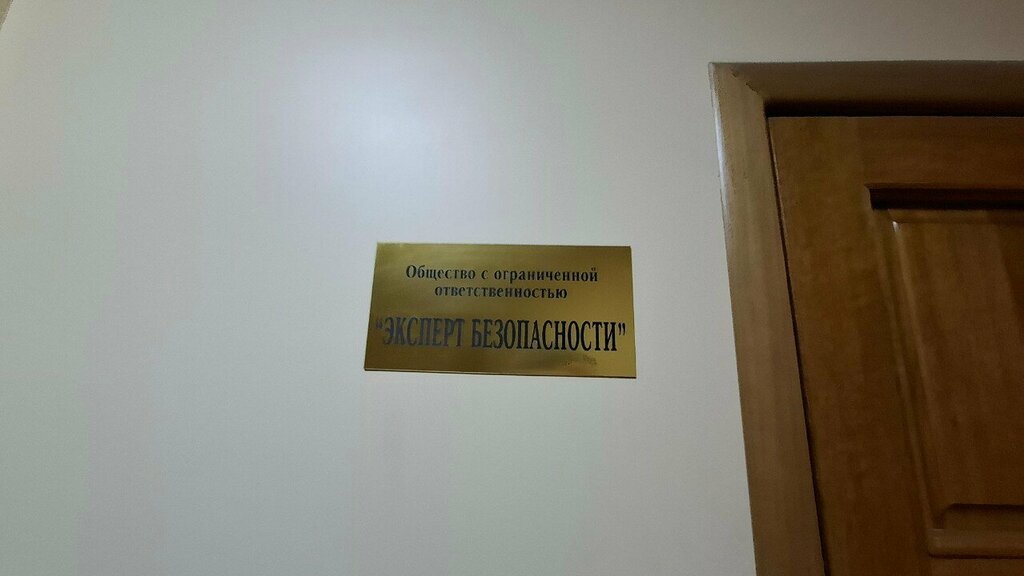 Общество с ограниченной
ответственностью
"ЭКСПЕРТ БЕЗОПАСНОСТИ"